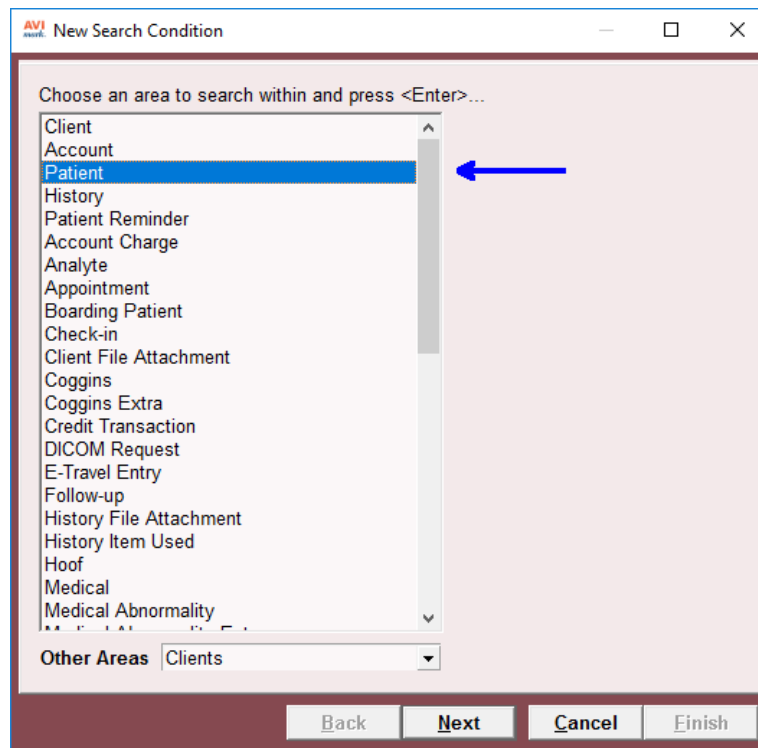 AVI mark. New Search Condition
Choose an area to search within and press <Enter>...
Client
Account
Patient
History
Patient Reminder
Account Charge
Analyte
Appointment
Boarding Patient
Check-in
Client File Attachment
Coggins
Coggins Extra
Credit Transaction
DICOM Request
E-Travel Entry
Follow-up
History File Attachment
History Item Used
Hoof
Medical
Medical Abnormality
Other Areas Clients
Back Next Cancel Finish